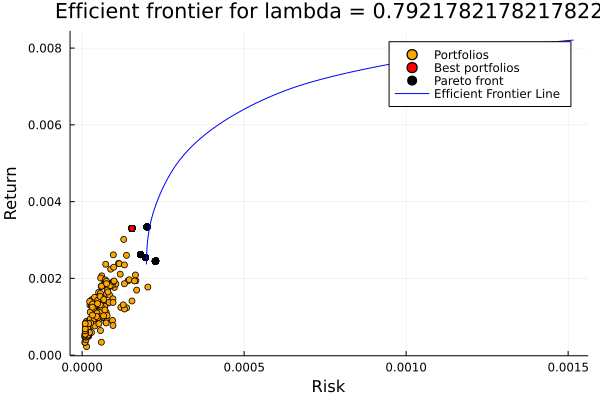 Efficient frontier for lambda = 0.7921782178217822
0.008
0.006
0.004
0.002
0.000
Return
Portfolios
Best portfolios
Pareto front
Efficient Frontier Line
0.0000
0.0005
0.0010
0.0015
Risk